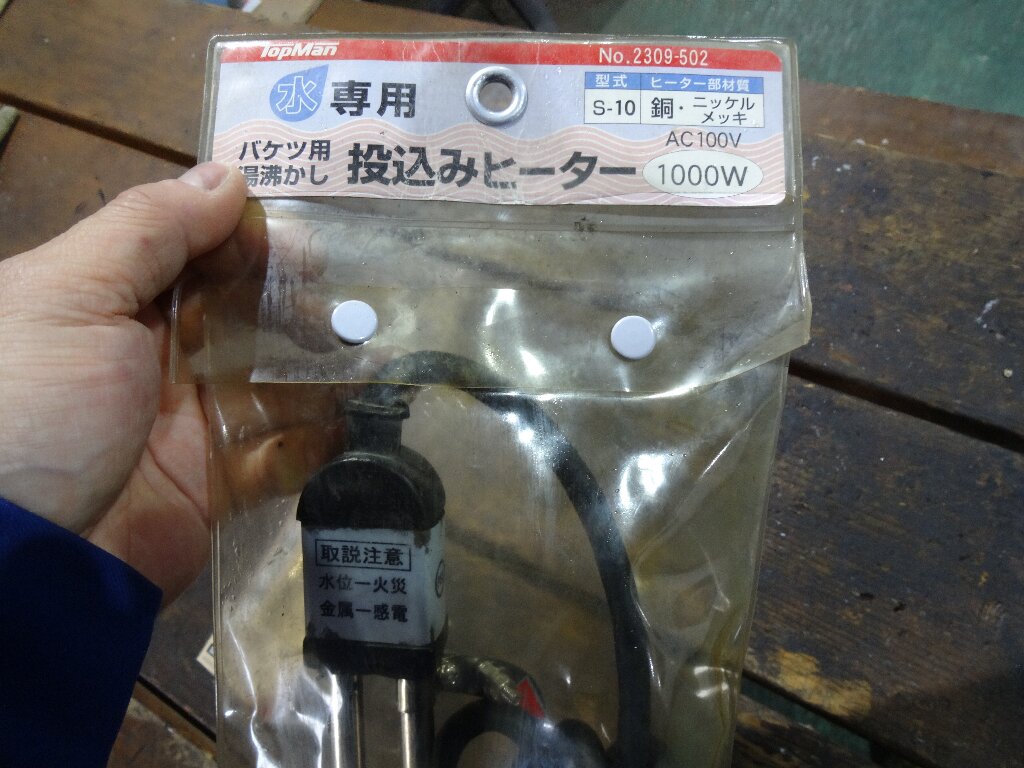 TopMan
No.2309-502
水専用
型式 ヒーター部材質
S-10 銅・ニッケルメッキ
AC100V
バケツ用
湯沸かし
投込みヒーター
1000W
取説注意
水位ー火災
金属ー感電